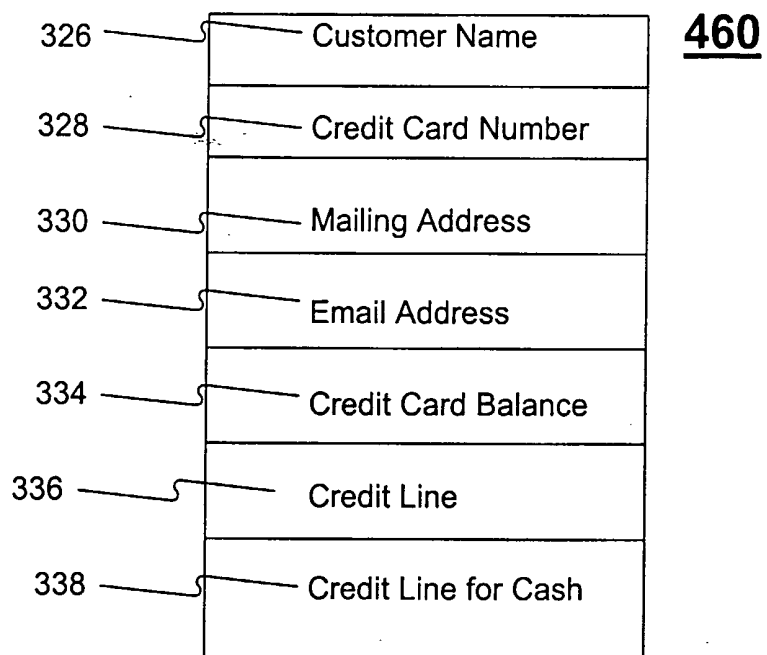 326 Customer Name 460
328 Credit Card Number
330 Mailing Address
332 Email Address
334 Credit Card Balance
336 Credit Line
338 Credit Line for Cash